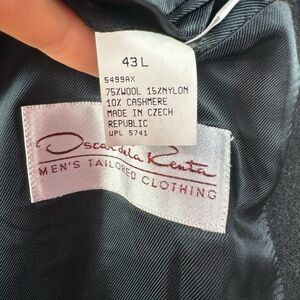 43 L
5499AX
75%WOOL 15%NYLON
10% CASHMERE
MADE IN CZECH
REPUBLIC
WPL 5741
Oscar de la Renta
MEN'S TAILORED CLOTHING